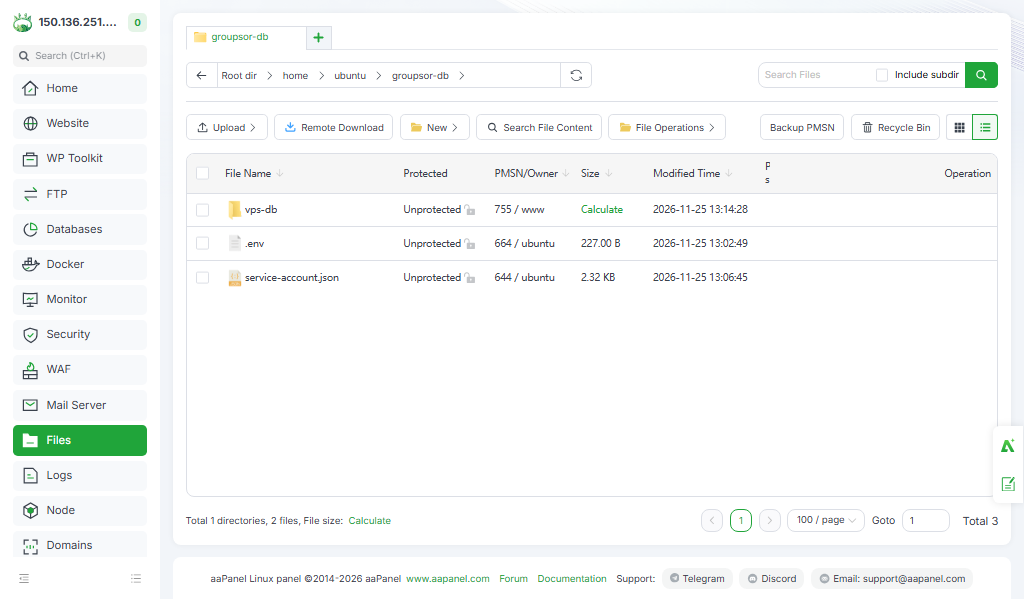 150.136.251....
0
Search (Ctrl+K)
Home
Website
WP Toolkit
FTP
Databases
Docker
Monitor
Security
WAF
Mail Server
Files
Logs
Node
Domains
groupsor-db
Root dir
home
ubuntu
groupsor-db
Search Files
Include subdir
Upload
Remote Download
New
Search File Content
File Operations
Backup PMSN
Recycle Bin
File Name Protected PMSN/Owner Size Modified Time P Operation
s
vps-db Unprotected 755 / www Calculate 2026-11-25 13:14:28
.env Unprotected 664 / ubuntu 227.00 B 2026-11-25 13:02:49
service-account.json Unprotected 644 / ubuntu 2.32 KB 2026-11-25 13:06:45
Total 1 directories, 2 files, File size: Calculate
1
100 / page
Goto
1
Total 3
aaPanel Linux panel ©2014-2026 aaPanel www.aapanel.com Forum Documentation Support: Telegram Discord Email: support@aapanel.com